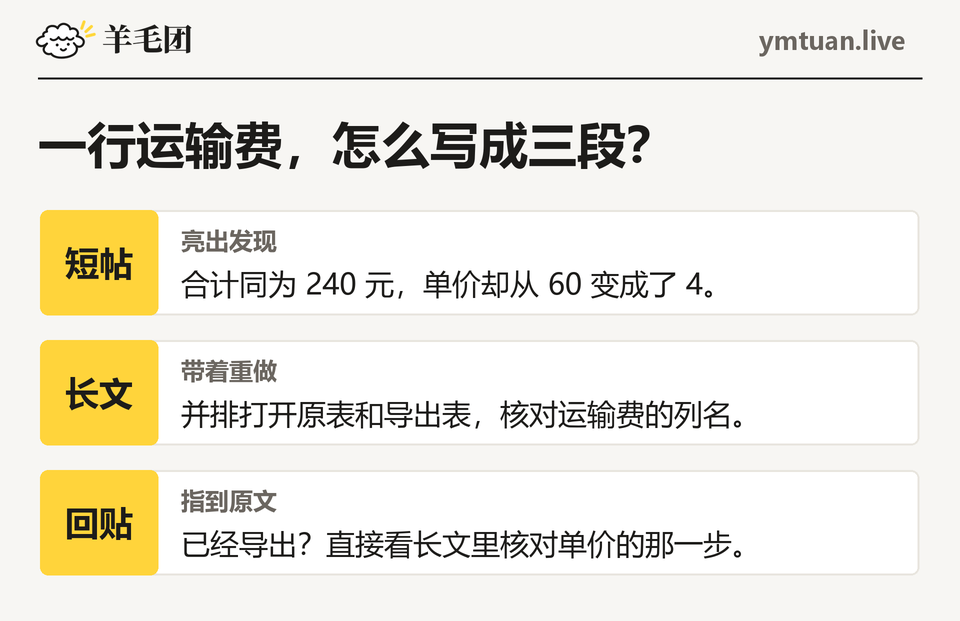 羊毛团
ymtuan.live
一行运输费，怎么写成三段？
短帖
亮出发现
合计同为 240 元，单价却从 60 变成了 4。
长文
带着重做
并排打开原表和导出表，核对运输费的列名。
回贴
指到原文
已经导出？直接看长文里核对单价的那一步。